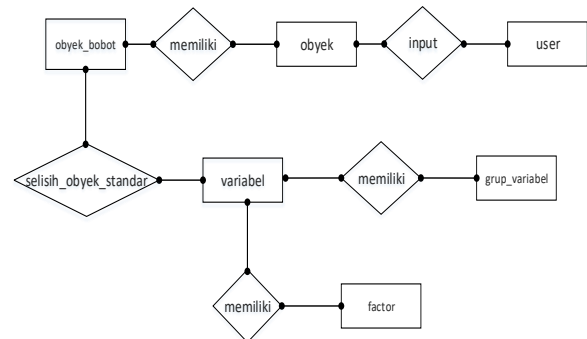 obyek_bobot
memiliki
obyek
input
user
selisih_obyek_standar
variabel
memiliki
grup_variabel
memiliki
factor